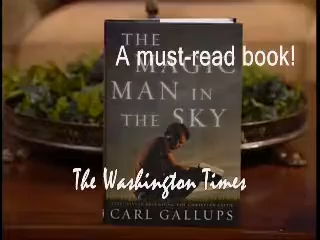 A must-read book!
THE
MAGIC
MAN IN
THE SKY
The Washington Times
CARL GALLUPS